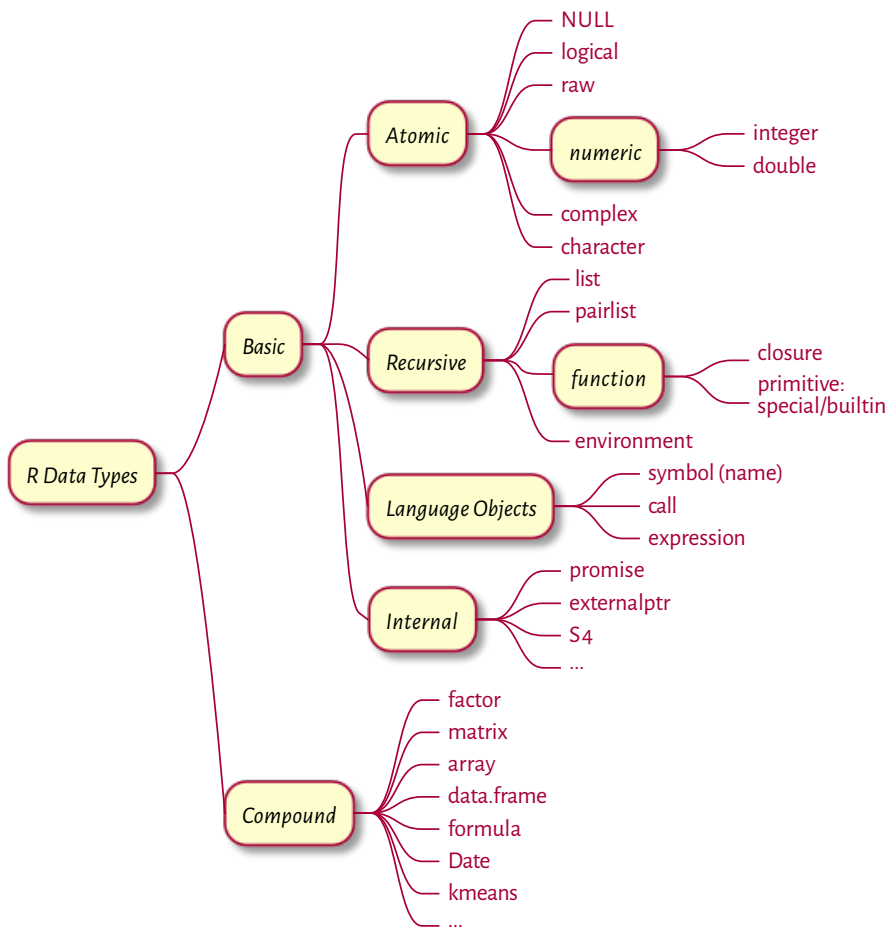 NULL
logical
raw
Atomic
numeric
integer
double
complex
character
list
pairlist
Basic
Recursive
function
closure
primitive:
special/builtin
environment
R Data Types
Language Objects
symbol (name)
call
expression
Internal
promise
externalptr
S4
...
Compound
factor
matrix
array
data.frame
formula
Date
kmeans
...